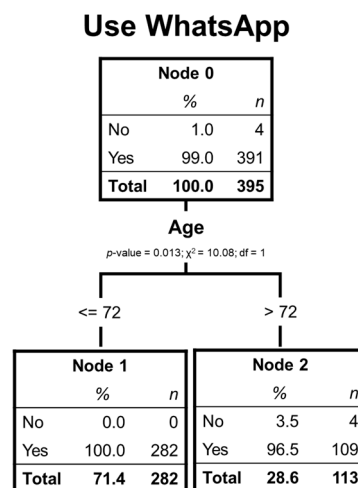 Use WhatsApp
Node 0
% n
No 1.0 4
Yes 99.0 391
Total 100.0 395
Age
p-value = 0.013; χ² = 10.08; df = 1
<= 72
> 72
Node 1
% n
No 0.0 0
Yes 100.0 282
Total 71.4 282
Node 2
% n
No 3.5 4
Yes 96.5 109
Total 28.6 113